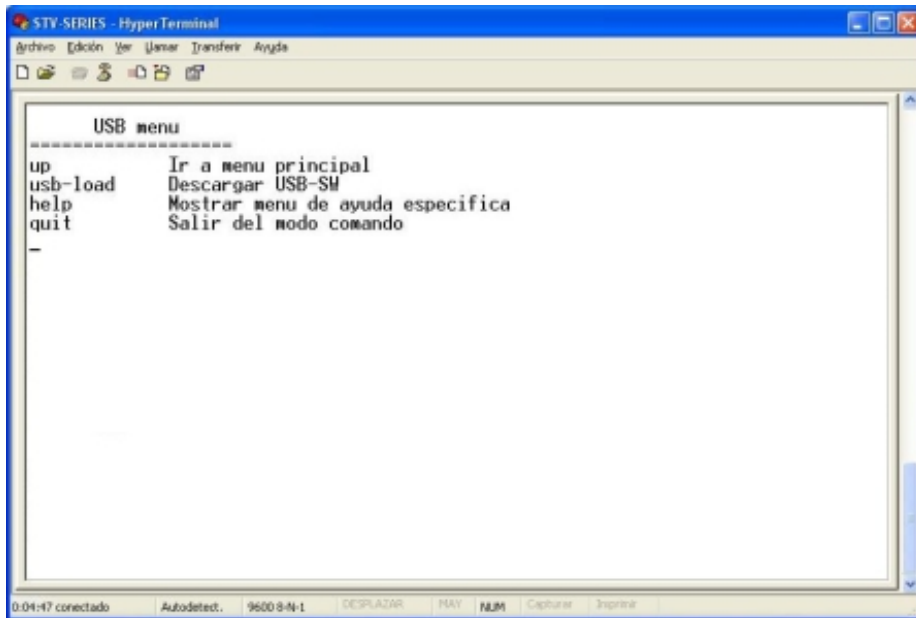 STV-SERIES - HyperTerminal
Archivo Edición Ver Llamar Transferir Ayuda
USB menu
====================
up Ir a menu principal
usb-load Descargar USB-SW
help Mostrar menu de ayuda especifica
quit Salir del modo comando
_
0:04:47 conectado Autodetect. 9600 8-N-1 DESPLAZAR MAY NUM Capturar Imprimir